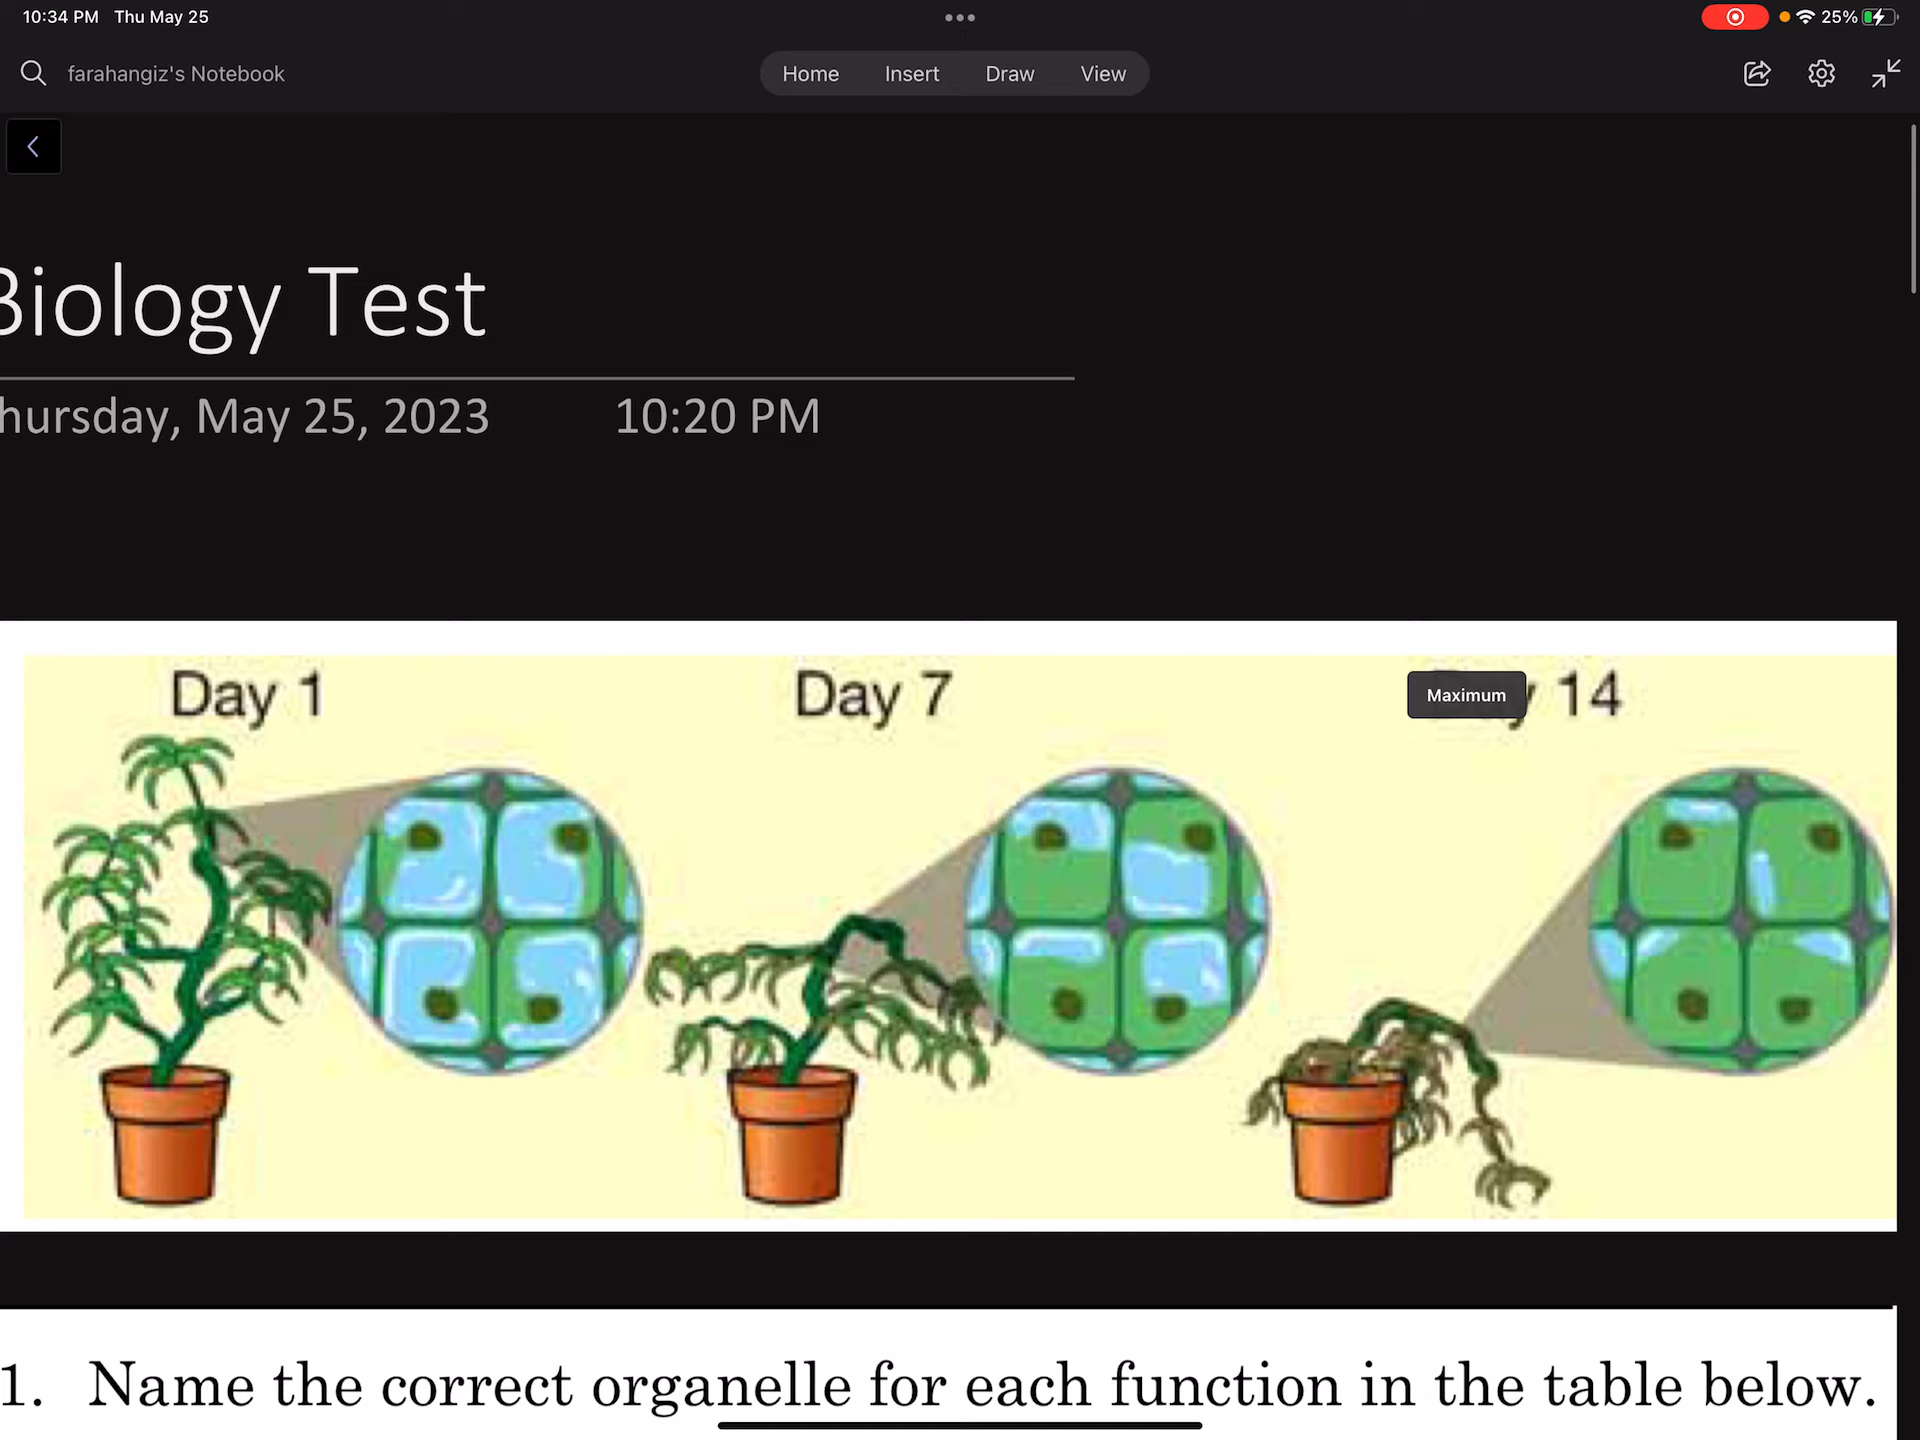 10:34 PM Thu May 25
25%
farahangiz's Notebook
Home Insert Draw View
Biology Test
hursday, May 25, 2023 10:20 PM
Day 1 Day 7 y 14
Maximum
1. Name the correct organelle for each function in the table below.